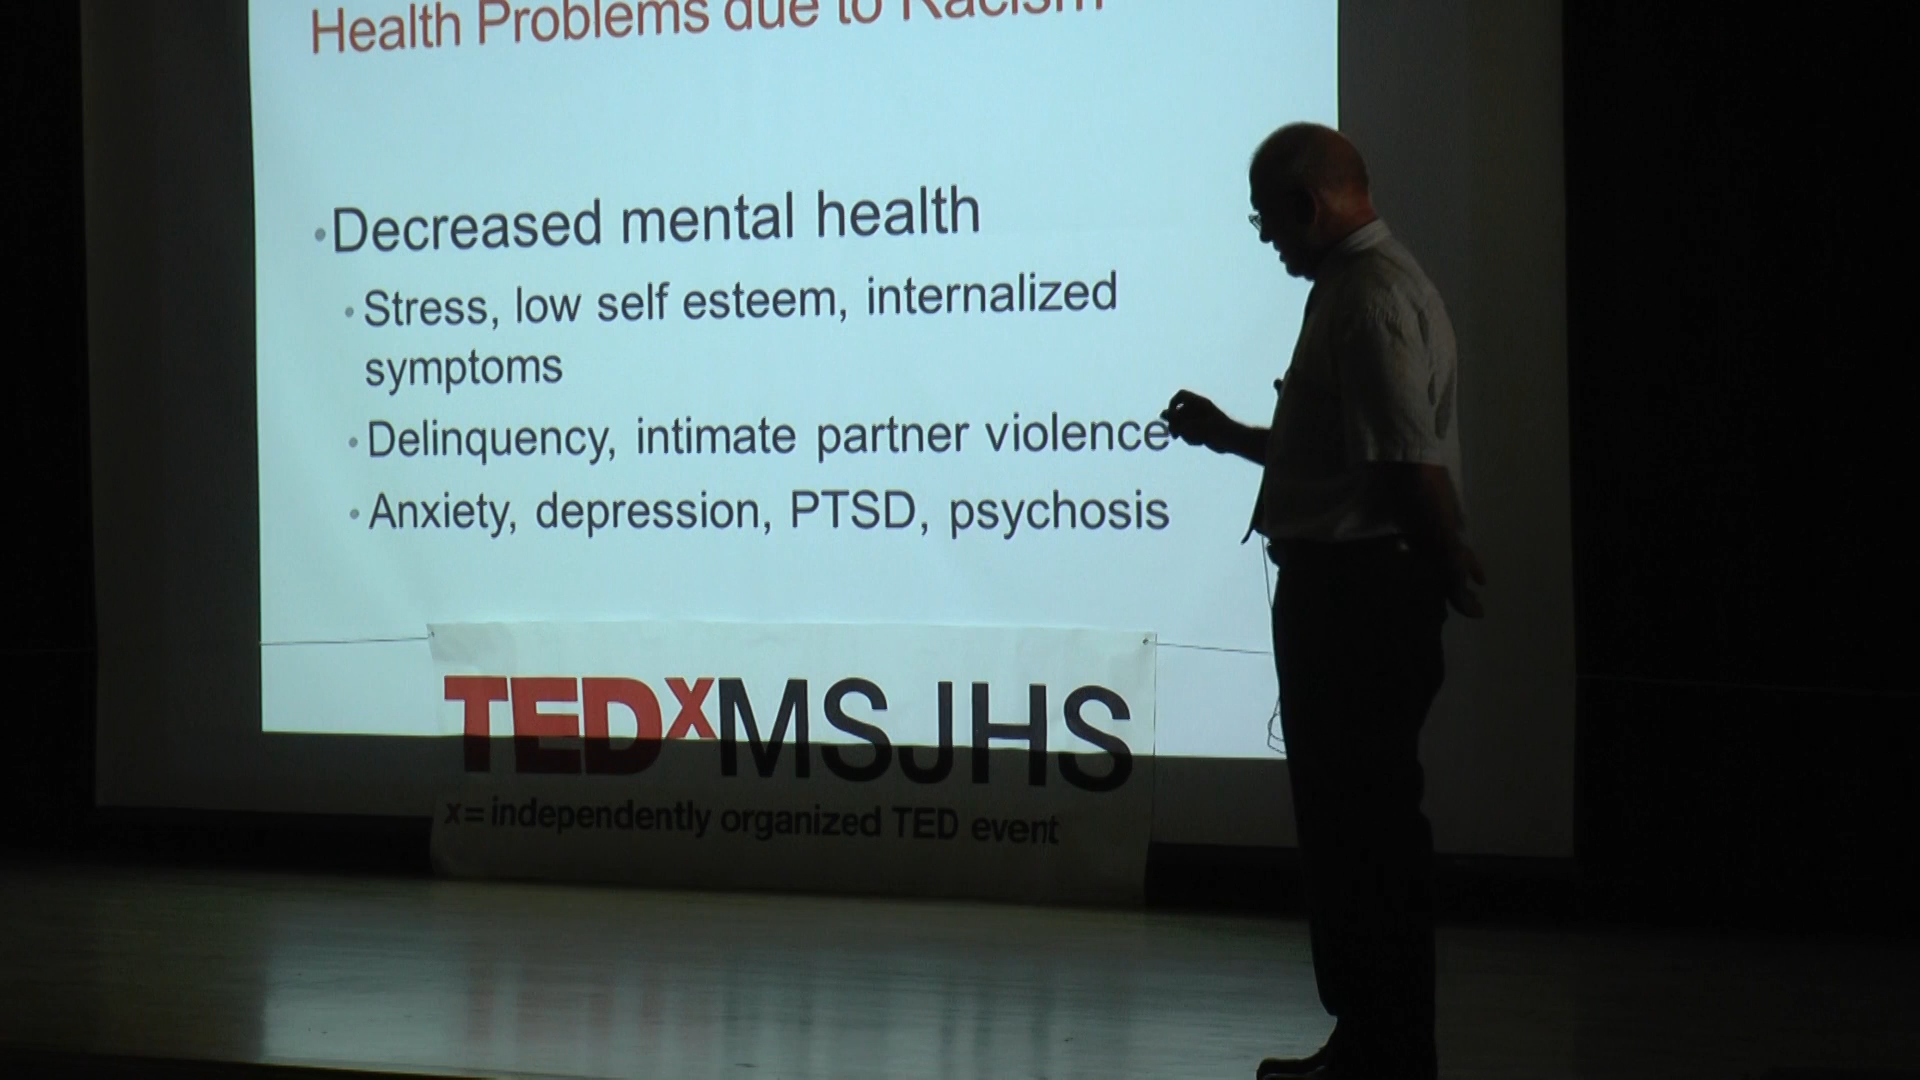 Health Problems due to Racism
•Decreased mental health
•Stress, low self esteem, internalized
symptoms
•Delinquency, intimate partner violence
•Anxiety, depression, PTSD, psychosis
TEDxMSJHS
x=independently organized TED event